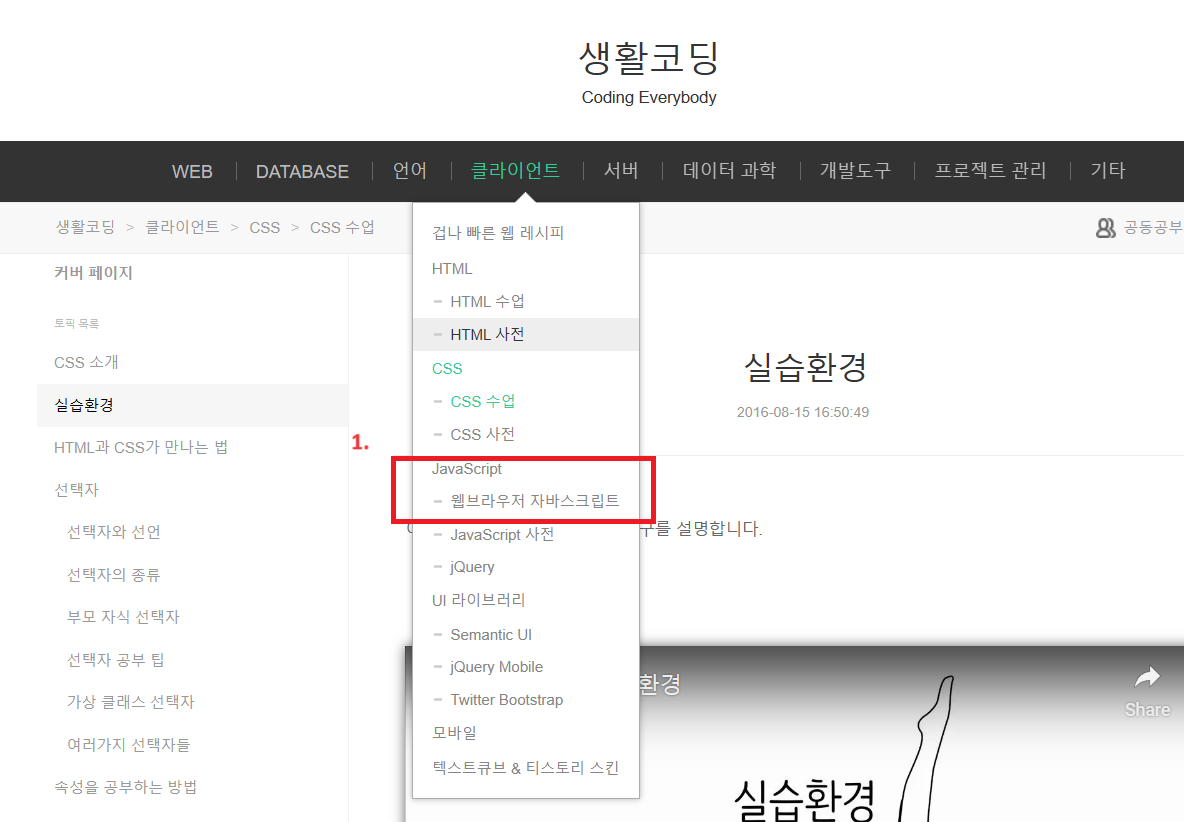 생활코딩
Coding Everybody
WEB DATABASE 언어 클라이언트 서버 데이터 과학 개발도구 프로젝트 관리 기타
생활코딩 > 클라이언트 > CSS > CSS 수업
공동공부
커버 페이지
토픽 목록
CSS 소개
실습환경
HTML과 CSS가 만나는 법
선택자
선택자와 선언
선택자의 종류
부모 자식 선택자
선택자 공부 팁
가상 클래스 선택자
여러가지 선택자들
속성을 공부하는 방법
1.
겁나 빠른 웹 레시피
HTML
HTML 수업
HTML 사전
CSS
CSS 수업
CSS 사전
JavaScript
웹브라우저 자바스크립트
JavaScript 사전
jQuery
UI 라이브러리
Semantic UI
jQuery Mobile
Twitter Bootstrap
모바일
텍스트큐브 & 티스토리 스킨
실습환경
2016-08-15 16:50:49
구를 설명합니다.
환경
Share
실습환경